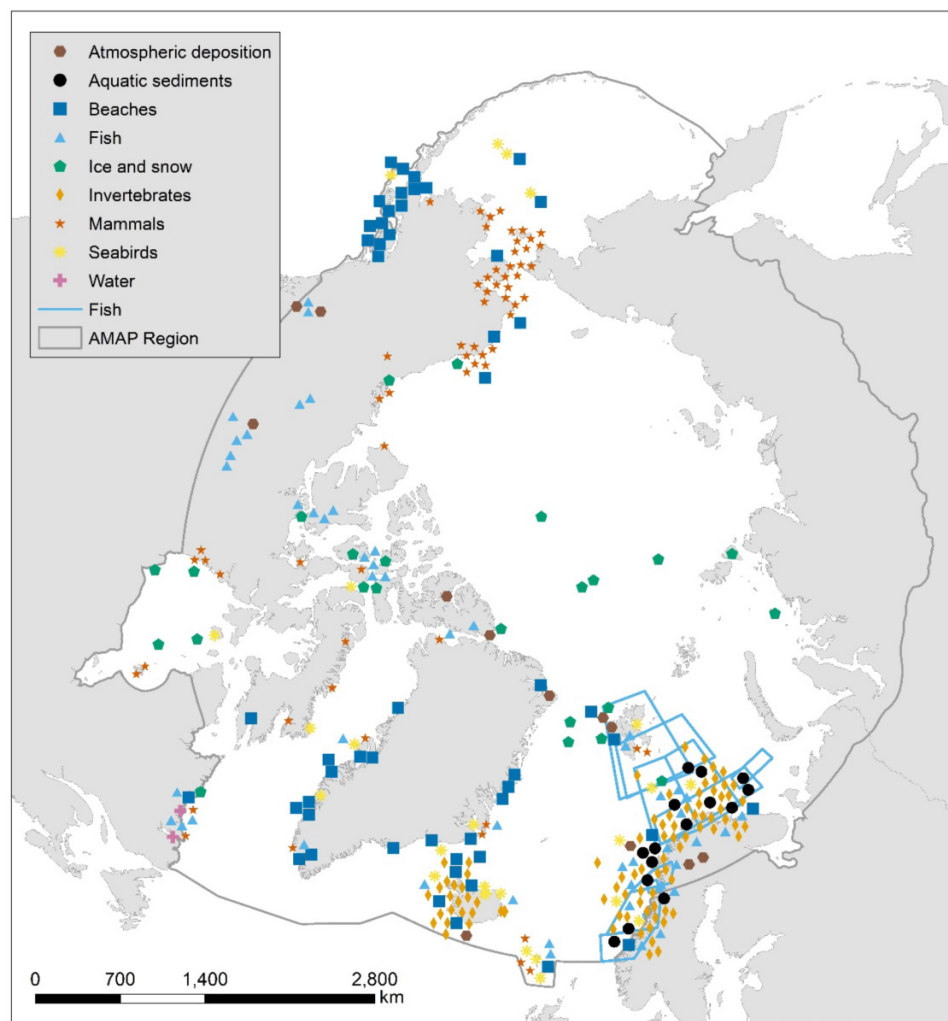 Atmospheric deposition
Aquatic sediments
Beaches
Fish
Ice and snow
Invertebrates
Mammals
Seabirds
Water
Fish
AMAP Region
0 700 1,400 2,800
km